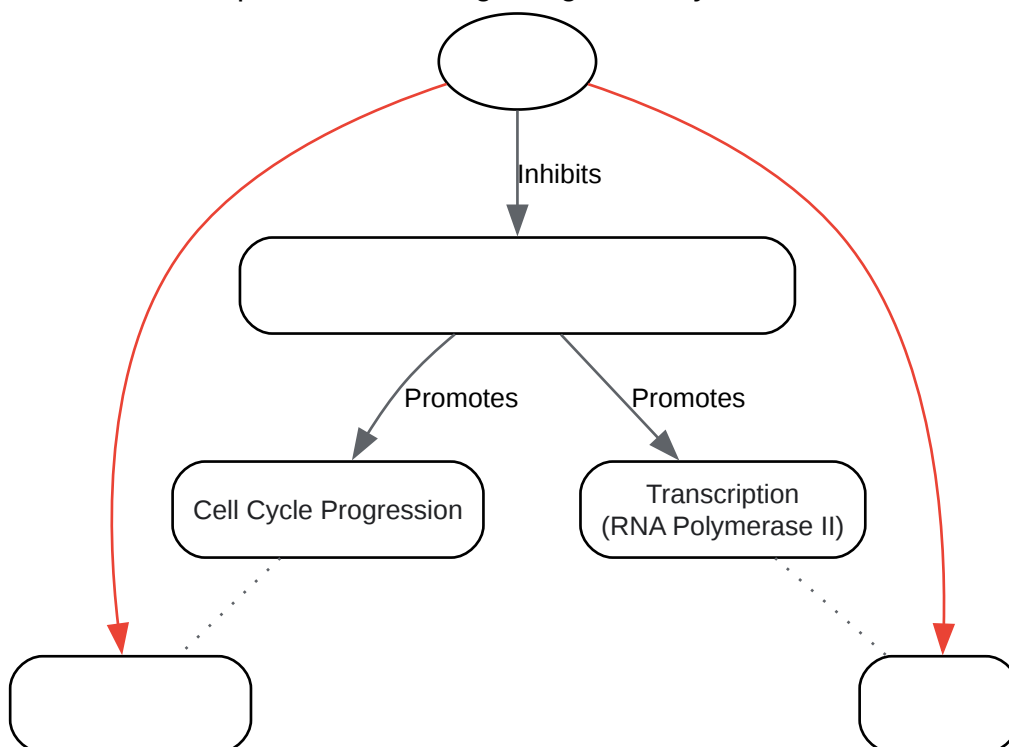 Inhibits
Promotes
Promotes
Cell Cycle Progression
Transcription
(RNA Polymerase II)